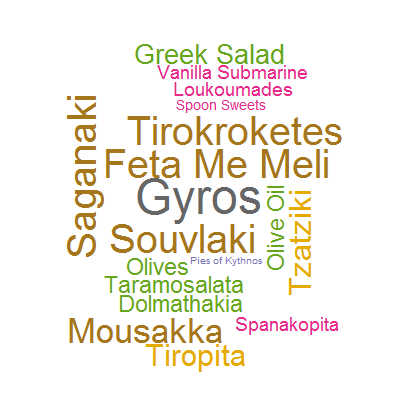 Greek Salad
Vanilla Submarine
Loukoumades
Spoon Sweets
Saganaki
Tirokroketes
Feta Me Meli
Gyros
Olive Oil
Tzatziki
Souvlaki
Olives
Pies of Kythnos
Taramosalata
Dolmathakia
Mousakka
Spanakopita
Tiropita